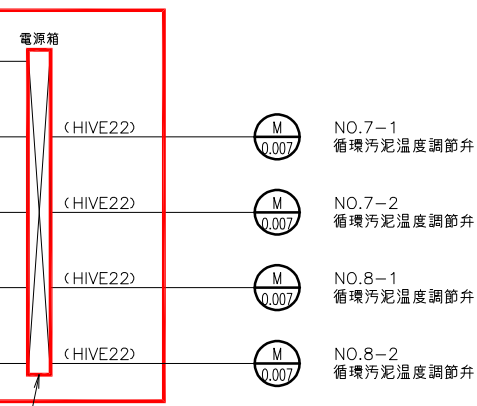 電源箱
(HIVE22)
M
0.007
NO.7-1
循環汚泥温度調節弁
(HIVE22)
M
0.007
NO.7-2
循環汚泥温度調節弁
(HIVE22)
M
0.007
NO.8-1
循環汚泥温度調節弁
(HIVE22)
M
0.007
NO.8-2
循環汚泥温度調節弁